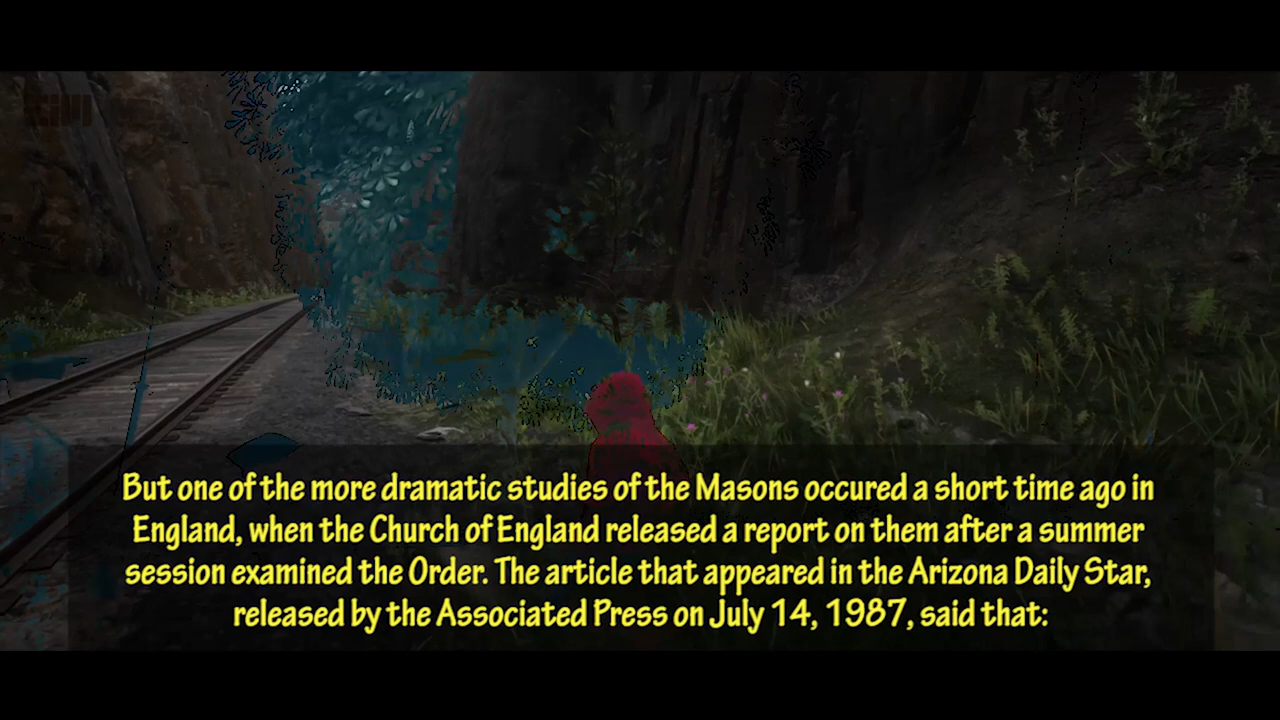 But one of the more dramatic studies of the Masons occured a short time ago in
England, when the Church of England released a report on them after a summer
session examined the Order. The article that appeared in the Arizona Daily Star,
released by the Associated Press on July 14, 1987, said that: